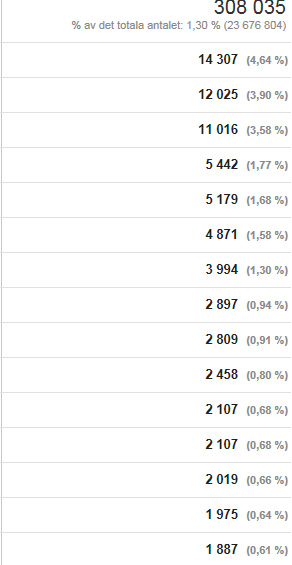 308 035
% av det totala antalet: 1,30 % (23 676 804)
14 307 (4,64 %)
12 025 (3,90 %)
11 016 (3,58 %)
5 442 (1,77 %)
5 179 (1,68 %)
4 871 (1,58 %)
3 994 (1,30 %)
2 897 (0,94 %)
2 809 (0,91 %)
2 458 (0,80 %)
2 107 (0,68 %)
2 107 (0,68 %)
2 019 (0,66 %)
1 975 (0,64 %)
1 887 (0,61 %)